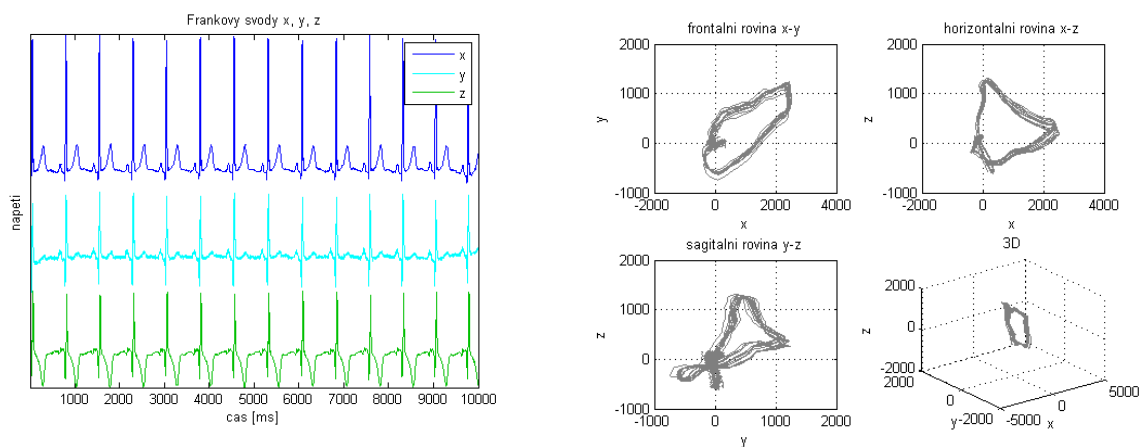 Frankovy svody x, y, z
x
y
z
napeti
1000 2000 3000 4000 5000 6000 7000 8000 9000 10000
cas [ms]
frontalni rovina x-y
2000
1000
0
-1000
y
-2000 0 2000 4000
x
horizontalni rovina x-z
2000
1000
0
-1000
z
-2000 0 2000 4000
x
sagitalni rovina y-z
2000
1000
0
-1000
z
-1000 0 1000 2000
y
3D
2000
0
-2000
z
2000
0
-2000
y
-5000
0
5000
x